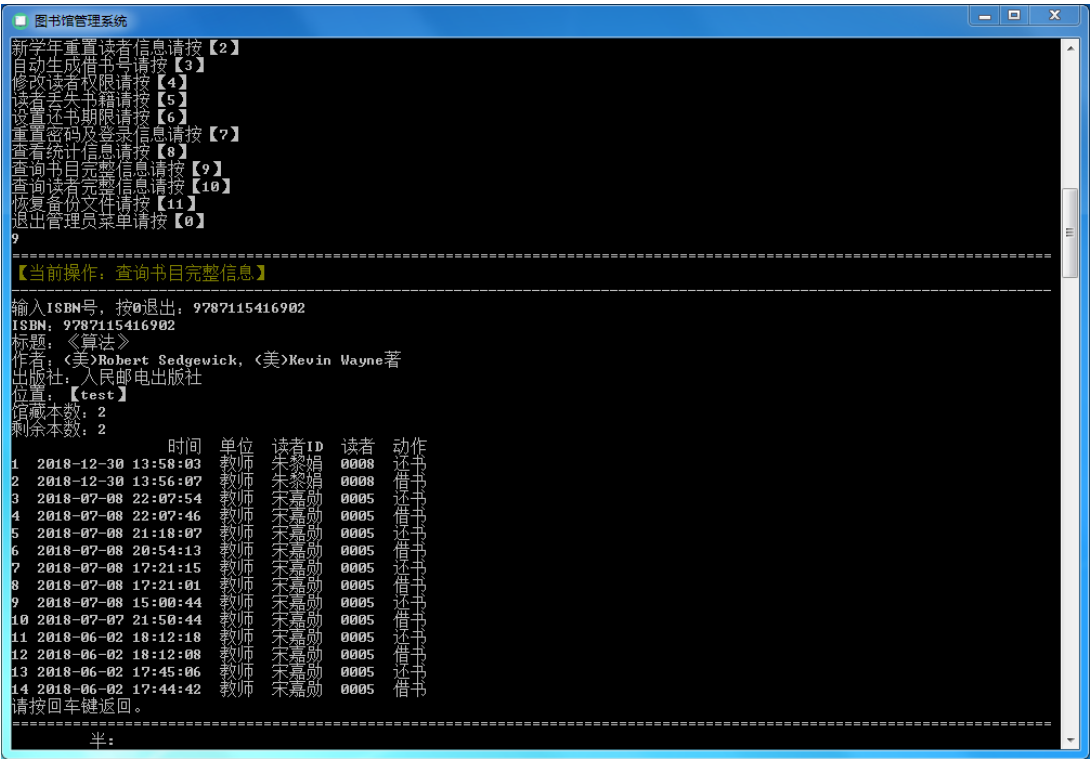 图书馆管理系统
新学年重置读者信息请按【2】
自动生成借书号请按【3】
修改读者权限请按【4】
读者丢失书籍请按【5】
设置还书期限请按【6】
重置密码及登录信息请按【7】
查看统计信息请按【8】
查询书目完整信息请按【9】
查询读者完整信息请按【10】
恢复备份文件请按【11】
退出管理员菜单请按【0】
9
【当前操作：查询书目完整信息】
输入ISBN号，按0退出：9787115416902
ISBN：9787115416902
标题：《算法》
作者：(美)Robert Sedgewick, (美)Kevin Wayne著
出版社：人民邮电出版社
位置：【test】
馆藏本数：2
剩余本数：2
时间 单位 读者ID 读者 动作
1 2018-12-30 13:58:03 教师 朱黎娟 0008 还书
2 2018-12-30 13:56:07 教师 朱黎娟 0008 借书
3 2018-07-08 22:07:54 教师 宋嘉勋 0005 还书
4 2018-07-08 22:07:46 教师 宋嘉勋 0005 借书
5 2018-07-08 21:18:07 教师 宋嘉勋 0005 还书
6 2018-07-08 20:54:13 教师 宋嘉勋 0005 借书
7 2018-07-08 17:21:15 教师 宋嘉勋 0005 还书
8 2018-07-08 17:21:01 教师 宋嘉勋 0005 借书
9 2018-07-08 15:00:44 教师 宋嘉勋 0005 还书
10 2018-07-07 21:50:44 教师 宋嘉勋 0005 借书
11 2018-06-02 18:12:18 教师 宋嘉勋 0005 还书
12 2018-06-02 18:12:08 教师 宋嘉勋 0005 借书
13 2018-06-02 17:45:06 教师 宋嘉勋 0005 还书
14 2018-06-02 17:44:42 教师 宋嘉勋 0005 借书
请按回车键返回。
半：